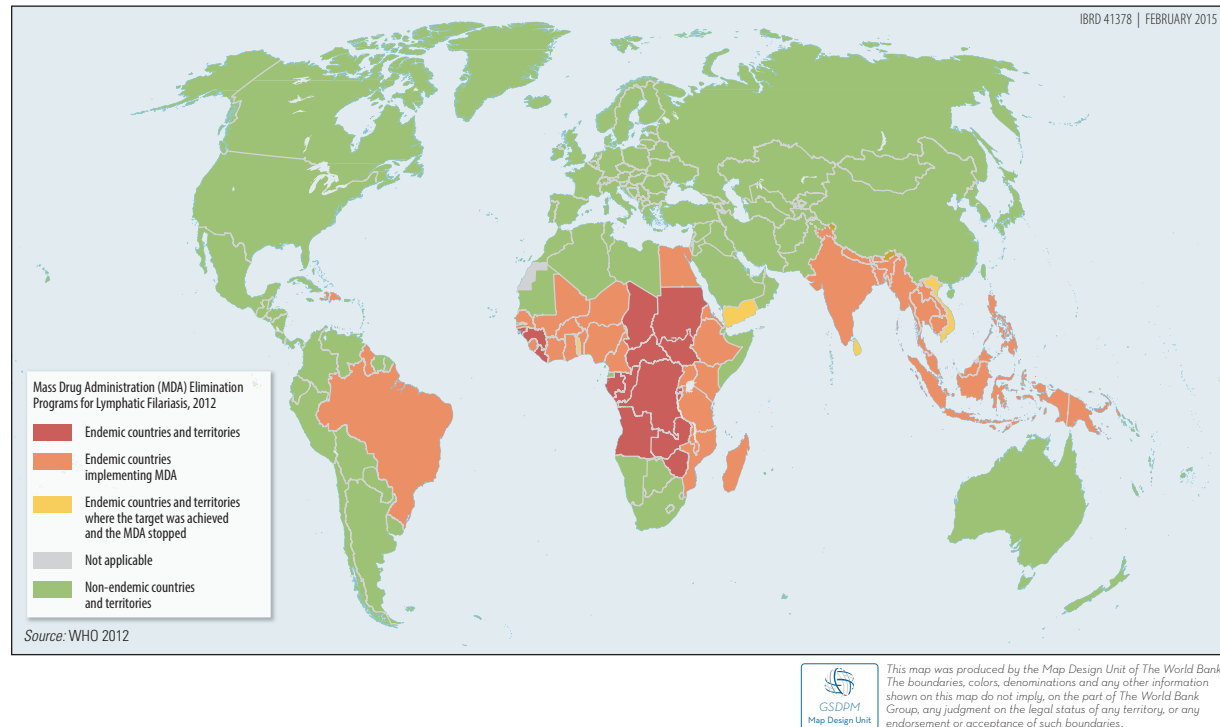 IBRD 41378 | FEBRUARY 2015
Mass Drug Administration (MDA) Elimination
Programs for Lymphatic Filariasis, 2012
Endemic countries and territories
Endemic countries
implementing MDA
Endemic countries and territories
where the target was achieved
and the MDA stopped
Not applicable
Non-endemic countries
and territories
Source: WHO 2012
GSDPM
Map Design Unit
This map was produced by the Map Design Unit of The World Bank.
The boundaries, colors, denominations and any other information
shown on this map do not imply, on the part of The World Bank
Group, any judgment on the legal status of any territory, or any
endorsement or acceptance of such boundaries.